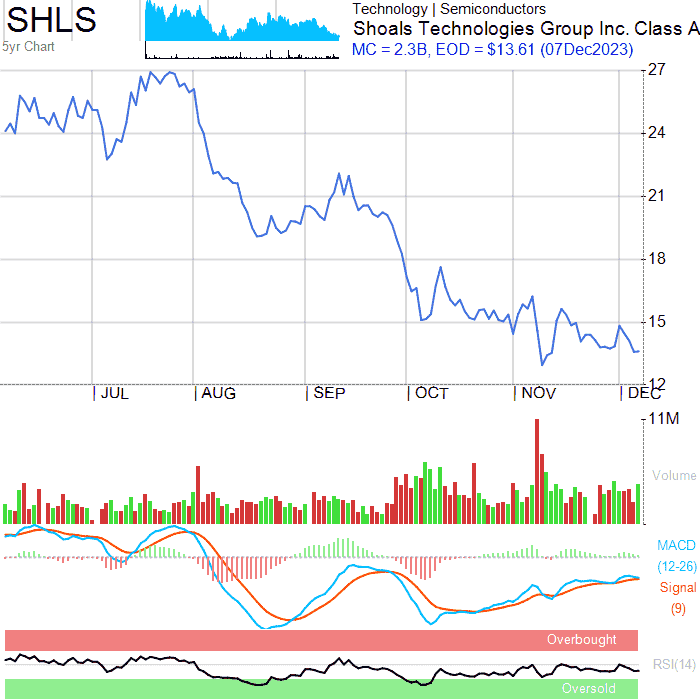 SHLS
5yr Chart
Technology | Semiconductors
Shoals Technologies Group Inc. Class A
MC = 2.3B, EOD = $13.61 (07Dec2023)
27
24
21
18
15
12
JUL AUG SEP OCT NOV DEC
11M
Volume
MACD
(12-26)
Signal
(9)
Overbought
RSI(14)
Oversold